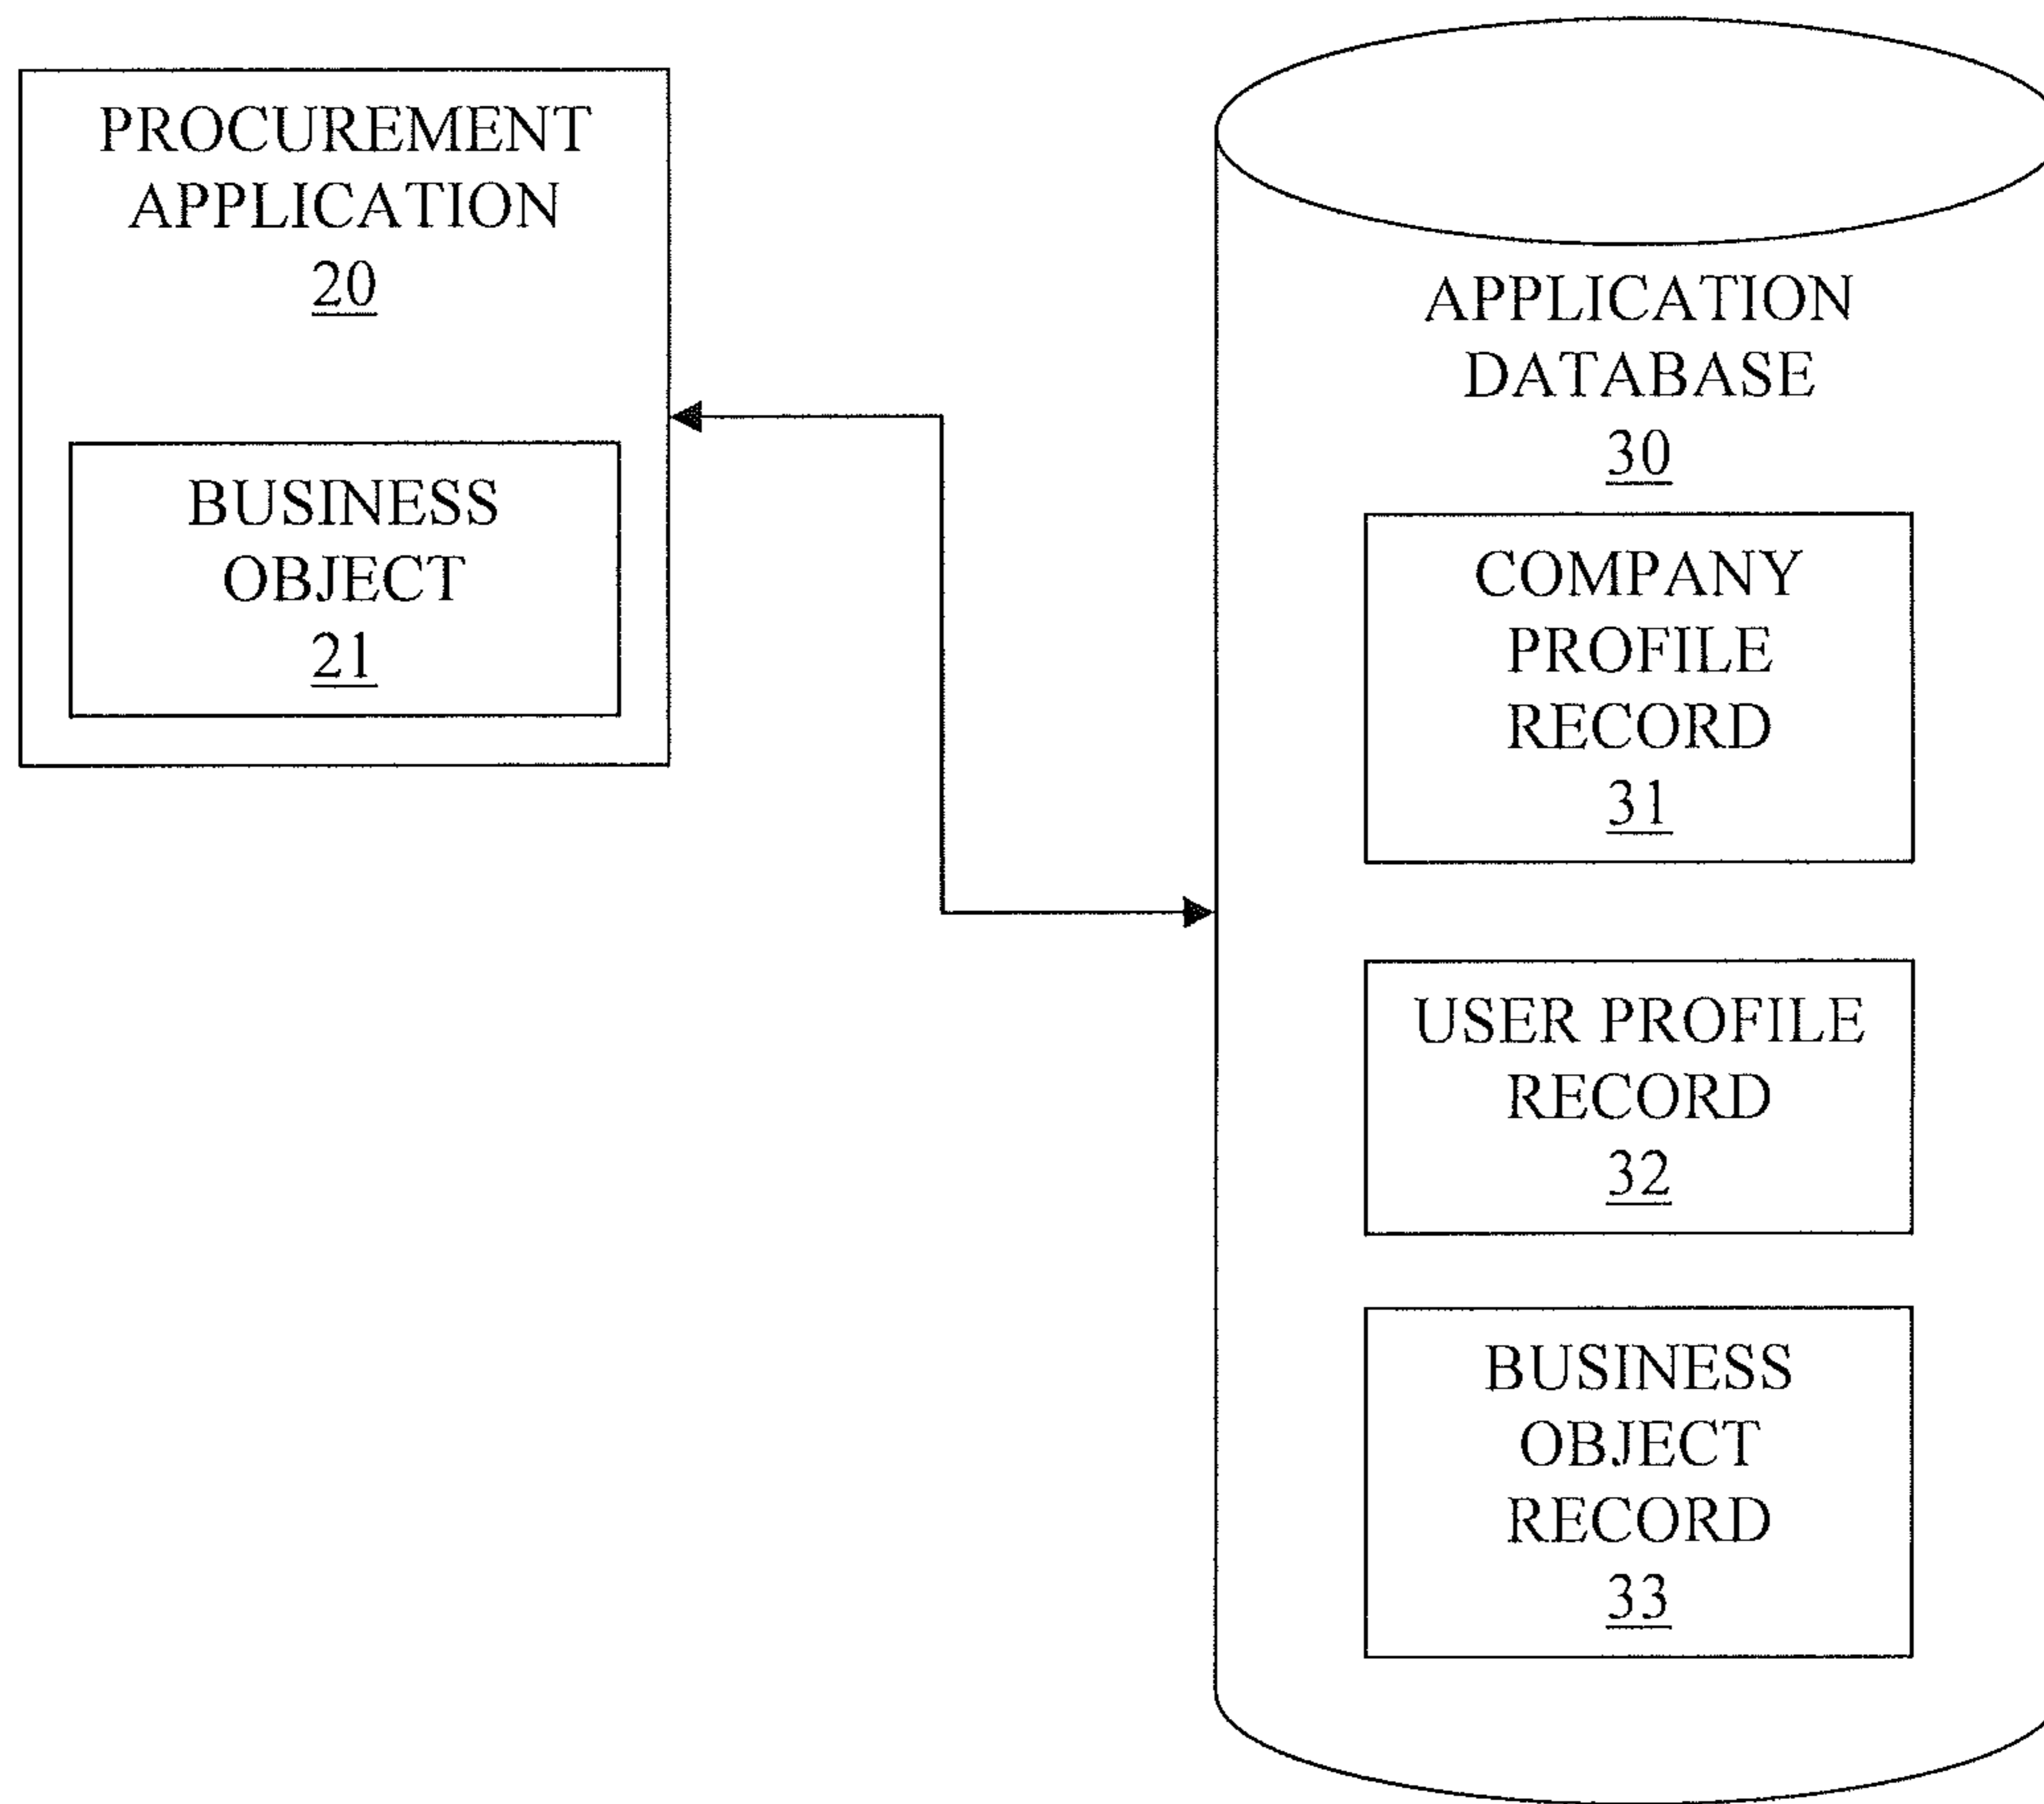 PROCUREMENT
APPLICATION
20
BUSINESS
OBJECT
21
APPLICATION
DATABASE
30
COMPANY
PROFILE
RECORD
31
USER PROFILE
RECORD
32
BUSINESS
OBJECT
RECORD
33